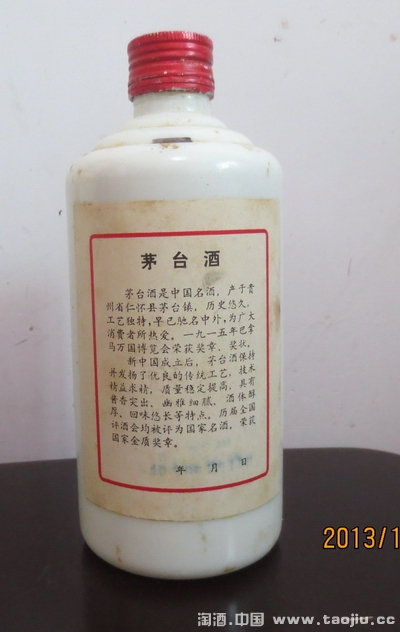 茅台酒
茅台酒是中国名酒，产于贵
州省仁怀县茅台镇，历史悠久，
工艺独特，早已驰名中外，为广大
消费者所热爱。一九一五年巴拿
马万国博览会荣获奖章，奖状。
新中国成立后，茅台酒保持
并发扬了优良的传统工艺，技术
精益求精，质量稳定提高，具有
酱香突出、幽雅细腻、酒体醇
厚、回味悠长等特点。历届全国
评酒会均被评为国家名酒，荣获
国家金质奖章。
年 月 日
2013/1
淘酒.中国 www.taojiu.cc